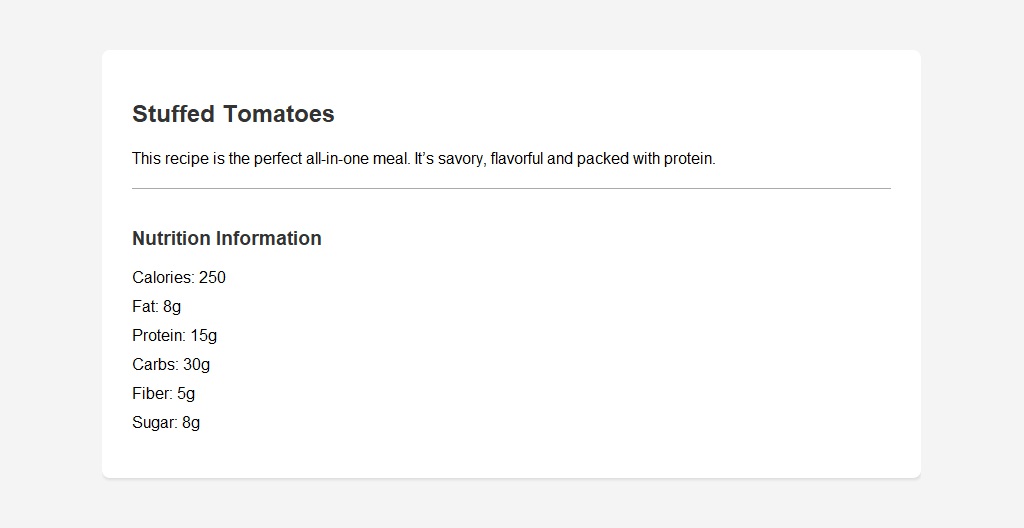 Stuffed Tomatoes
This recipe is the perfect all-in-one meal. It’s savory, flavorful and packed with protein.
Nutrition Information
Calories: 250
Fat: 8g
Protein: 15g
Carbs: 30g
Fiber: 5g
Sugar: 8g